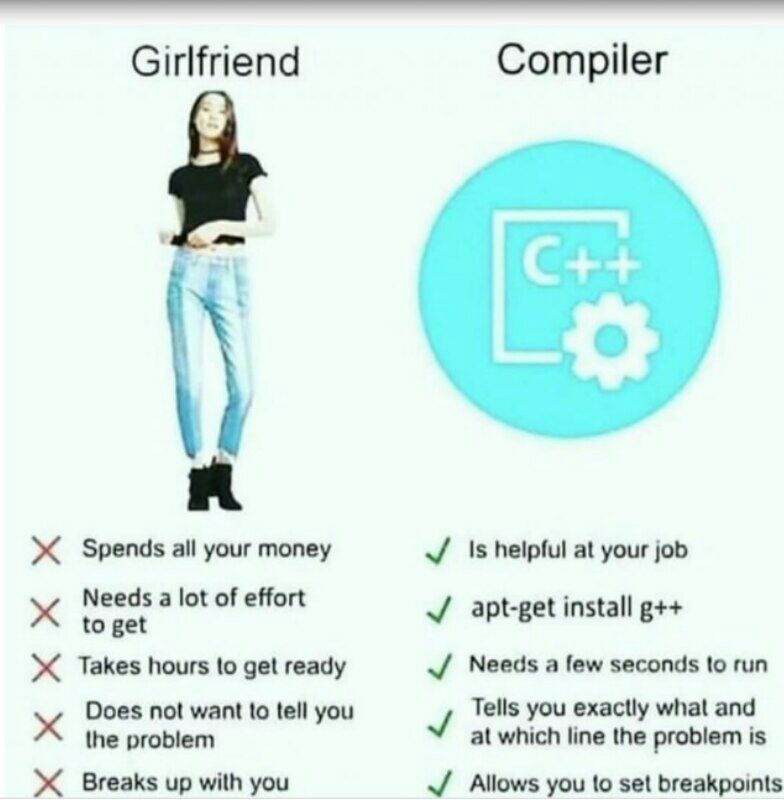 Girlfriend
Compiler
C++
Spends all your money
Needs a lot of effort
to get
Takes hours to get ready
Does not want to tell you
the problem
Breaks up with you
Is helpful at your job
apt-get install g++
Needs a few seconds to run
Tells you exactly what and
at which line the problem is
Allows you to set breakpoints